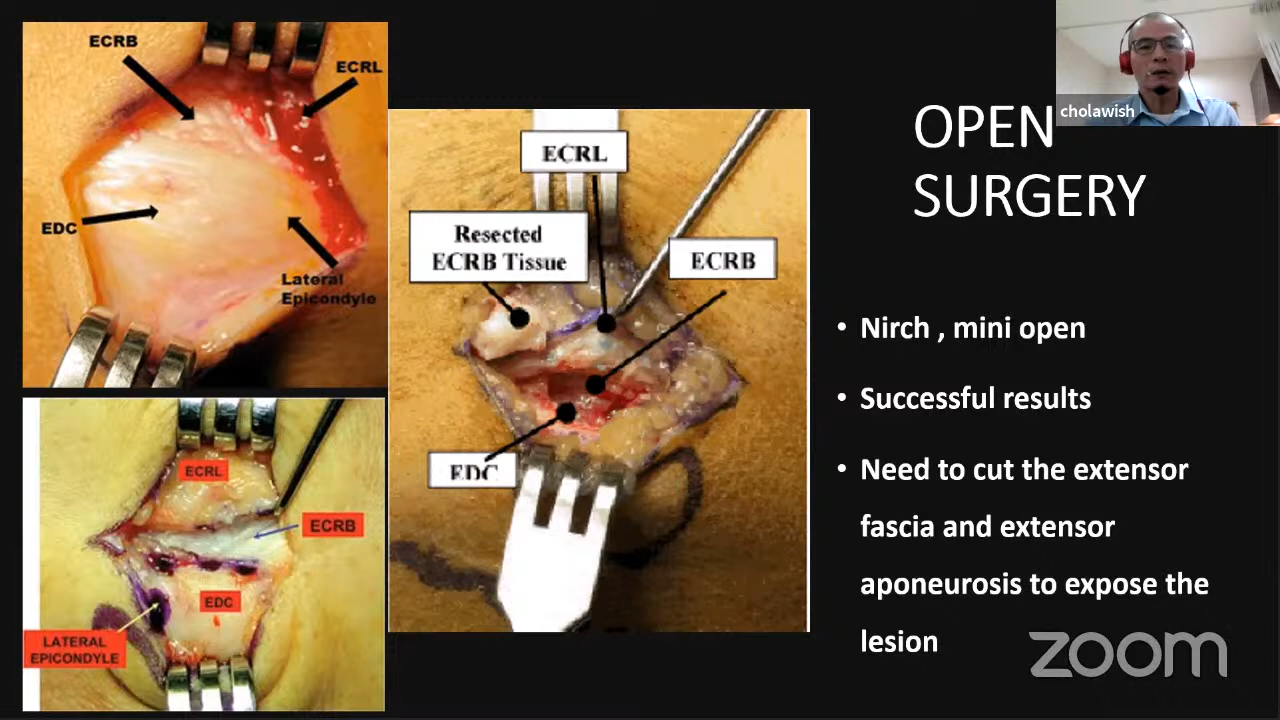 ECRB
ECRL
EDC
Lateral
Epicondyle
ECRL
Resected
ECRB Tissue
ECRB
EDC
ECRL
ECRB
EDC
LATERAL
EPICONDYLE
cholawish
OPEN
SURGERY
• Nirch , mini open
• Successful results
• Need to cut the extensor
fascia and extensor
aponeurosis to expose the
lesion
zoom